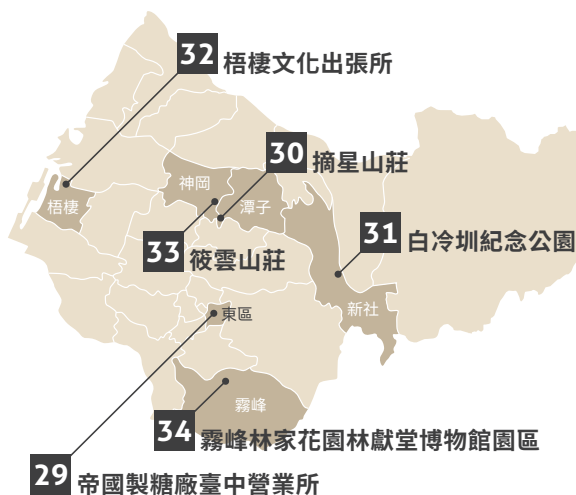 32 梧棲文化出張所
30 摘星山莊
神岡
潭子
梧棲
33 筱雲山莊
31 白冷圳紀念公園
新社
東區
霧峰
34 霧峰林家花園林獻堂博物館園區
29 帝國製糖廠臺中營業所